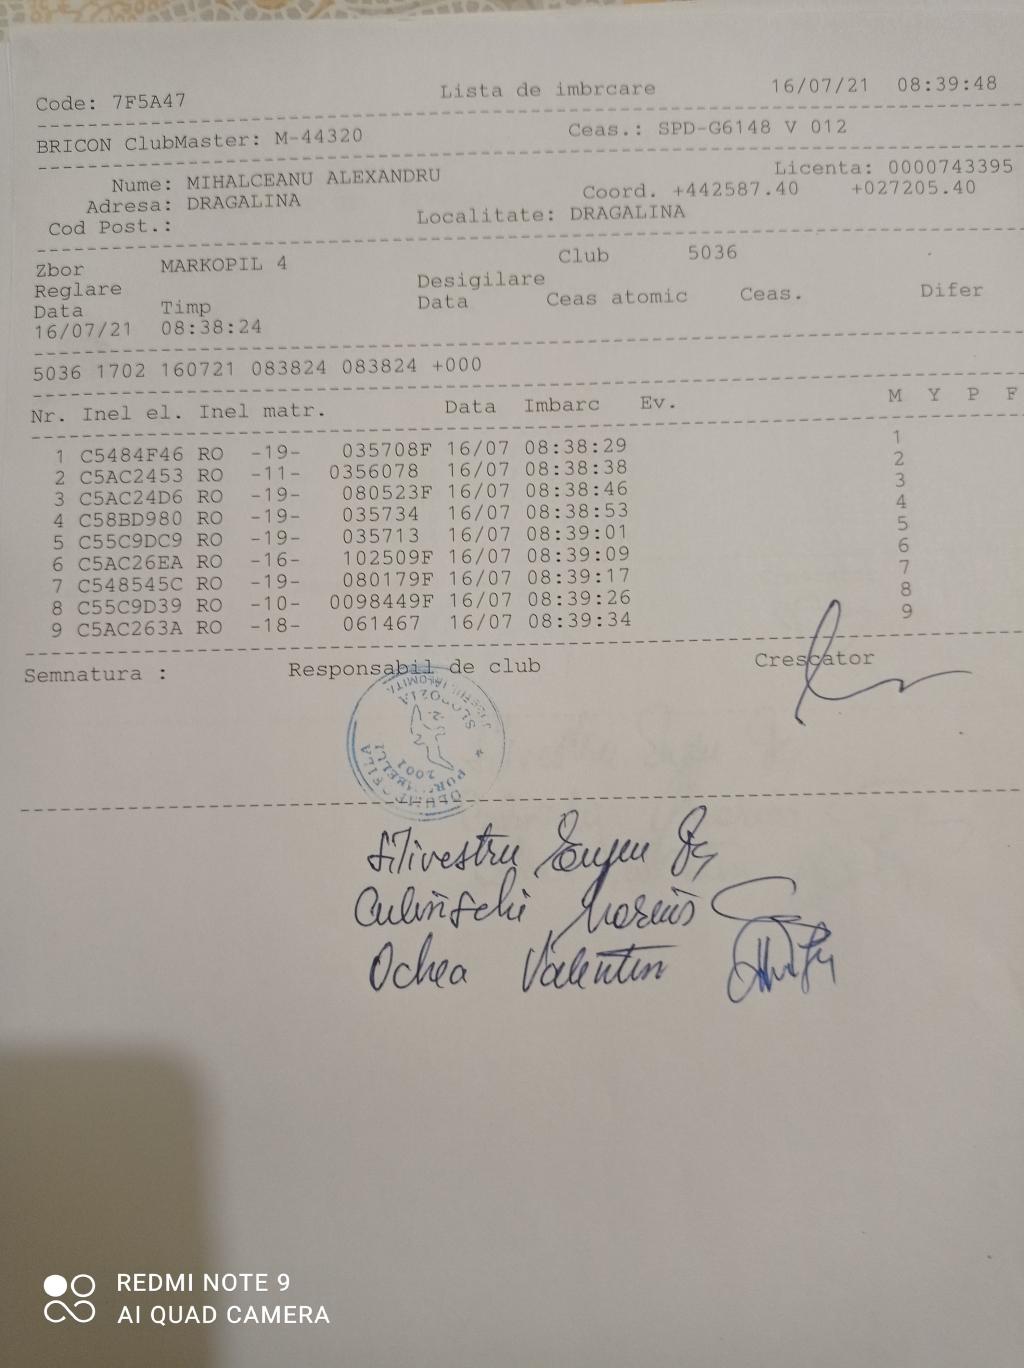 Code: 7F5A47 Lista de imbrcare 16/07/21 08:39:48
BRICON ClubMaster: M-44320 Ceas.: SPD-G6148 V 012
Nume: MIHALCEANU ALEXANDRU Licenta: 0000743395
Adresa: DRAGALINA Coord. +442587.40 +027205.40
Cod Post.: Localitate: DRAGALINA
Zbor MARKOPIL 4 Club 5036
Reglare Desigilare
Data Timp Data Ceas atomic Ceas. Difer
16/07/21 08:38:24
5036 1702 160721 083824 083824 +000
Nr. Inel el. Inel matr. Data Imbarc Ev. M Y P F
1 C5484F46 RO -19- 035708F 16/07 08:38:29 1
2 C5AC2453 RO -11- 0356078 16/07 08:38:38 2
3 C5AC24D6 RO -19- 080523F 16/07 08:38:46 3
4 C58BD980 RO -19- 035734 16/07 08:38:53 4
5 C55C9DC9 RO -19- 035713 16/07 08:39:01 5
6 C5AC26EA RO -16- 102509F 16/07 08:39:09 6
7 C548545C RO -19- 080179F 16/07 08:39:17 7
8 C55C9D39 RO -10- 0098449F 16/07 08:39:26 8
9 C5AC263A RO -18- 061467 16/07 08:39:34 9
Semnatura : Responsabil de club Crescator
SLOBOZIA
2001
Silivestru Eugen
Culinschi Marius
Ochea Valentin
REDMI NOTE 9
AI QUAD CAMERA